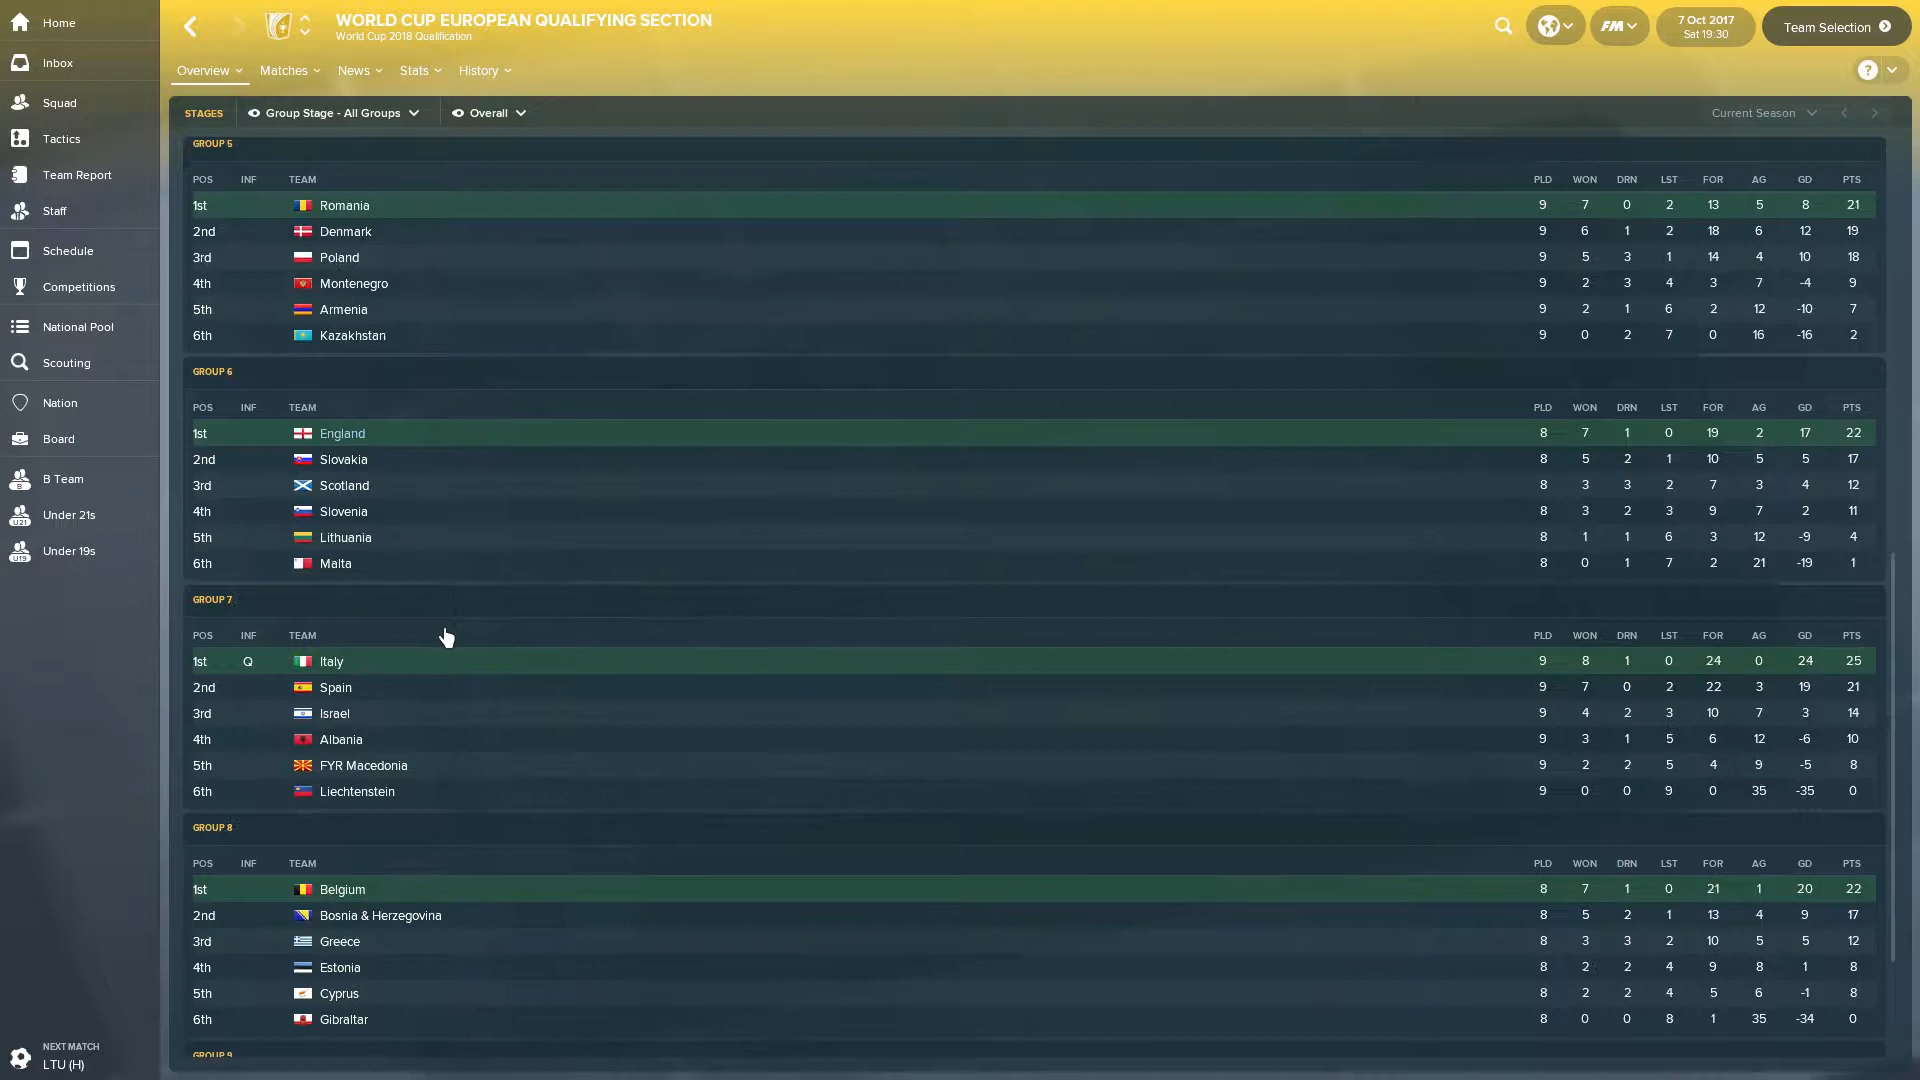 Home
Inbox
Squad
Tactics
Team Report
Staff
Schedule
Competitions
National Pool
Scouting
Nation
Board
B Team
U21 Under 21s
U19 Under 19s
NEXT MATCH
LTU (H)
WORLD CUP EUROPEAN QUALIFYING SECTION
World Cup 2018 Qualification
FM
7 Oct 2017
Sat 19:30
Team Selection
Overview Matches News Stats History
?
STAGES Group Stage - All Groups Overall Current Season
GROUP 5
POS INF TEAM PLD WON DRN LST FOR AG GD PTS
1st Romania 9 7 0 2 13 5 8 21
2nd Denmark 9 6 1 2 18 6 12 19
3rd Poland 9 5 3 1 14 4 10 18
4th Montenegro 9 2 3 4 3 7 -4 9
5th Armenia 9 2 1 6 2 12 -10 7
6th Kazakhstan 9 0 2 7 0 16 -16 2
GROUP 6
POS INF TEAM PLD WON DRN LST FOR AG GD PTS
1st England 8 7 1 0 19 2 17 22
2nd Slovakia 8 5 2 1 10 5 5 17
3rd Scotland 8 3 3 2 7 3 4 12
4th Slovenia 8 3 2 3 9 7 2 11
5th Lithuania 8 1 1 6 3 12 -9 4
6th Malta 8 0 1 7 2 21 -19 1
GROUP 7
POS INF TEAM PLD WON DRN LST FOR AG GD PTS
1st Q Italy 9 8 1 0 24 0 24 25
2nd Spain 9 7 0 2 22 3 19 21
3rd Israel 9 4 2 3 10 7 3 14
4th Albania 9 3 1 5 6 12 -6 10
5th FYR Macedonia 9 2 2 5 4 9 -5 8
6th Liechtenstein 9 0 0 9 0 35 -35 0
GROUP 8
POS INF TEAM PLD WON DRN LST FOR AG GD PTS
1st Belgium 8 7 1 0 21 1 20 22
2nd Bosnia & Herzegovina 8 5 2 1 13 4 9 17
3rd Greece 8 3 3 2 10 5 5 12
4th Estonia 8 2 2 4 9 8 1 8
5th Cyprus 8 2 2 4 5 6 -1 8
6th Gibraltar 8 0 0 8 1 35 -34 0
GROUP 9